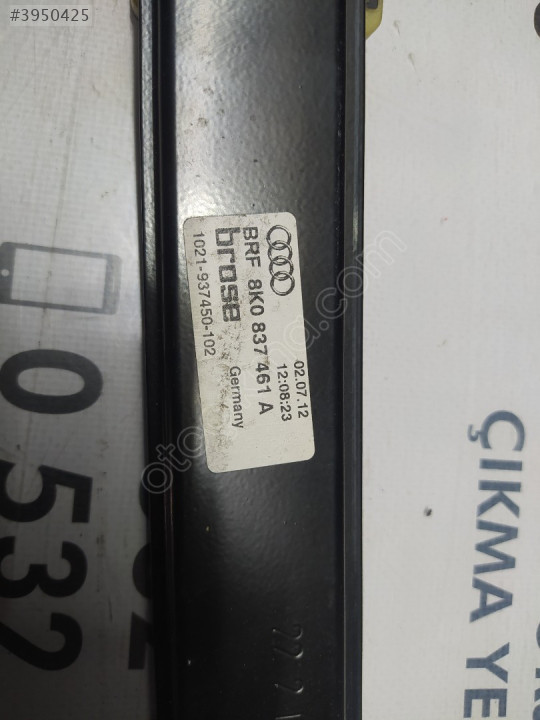 #3950425
BRF 8K0 837 461 A
brose
1021-937450-102
Germany
02.07.12
12:08:23
0 532
ÇIKMA YE